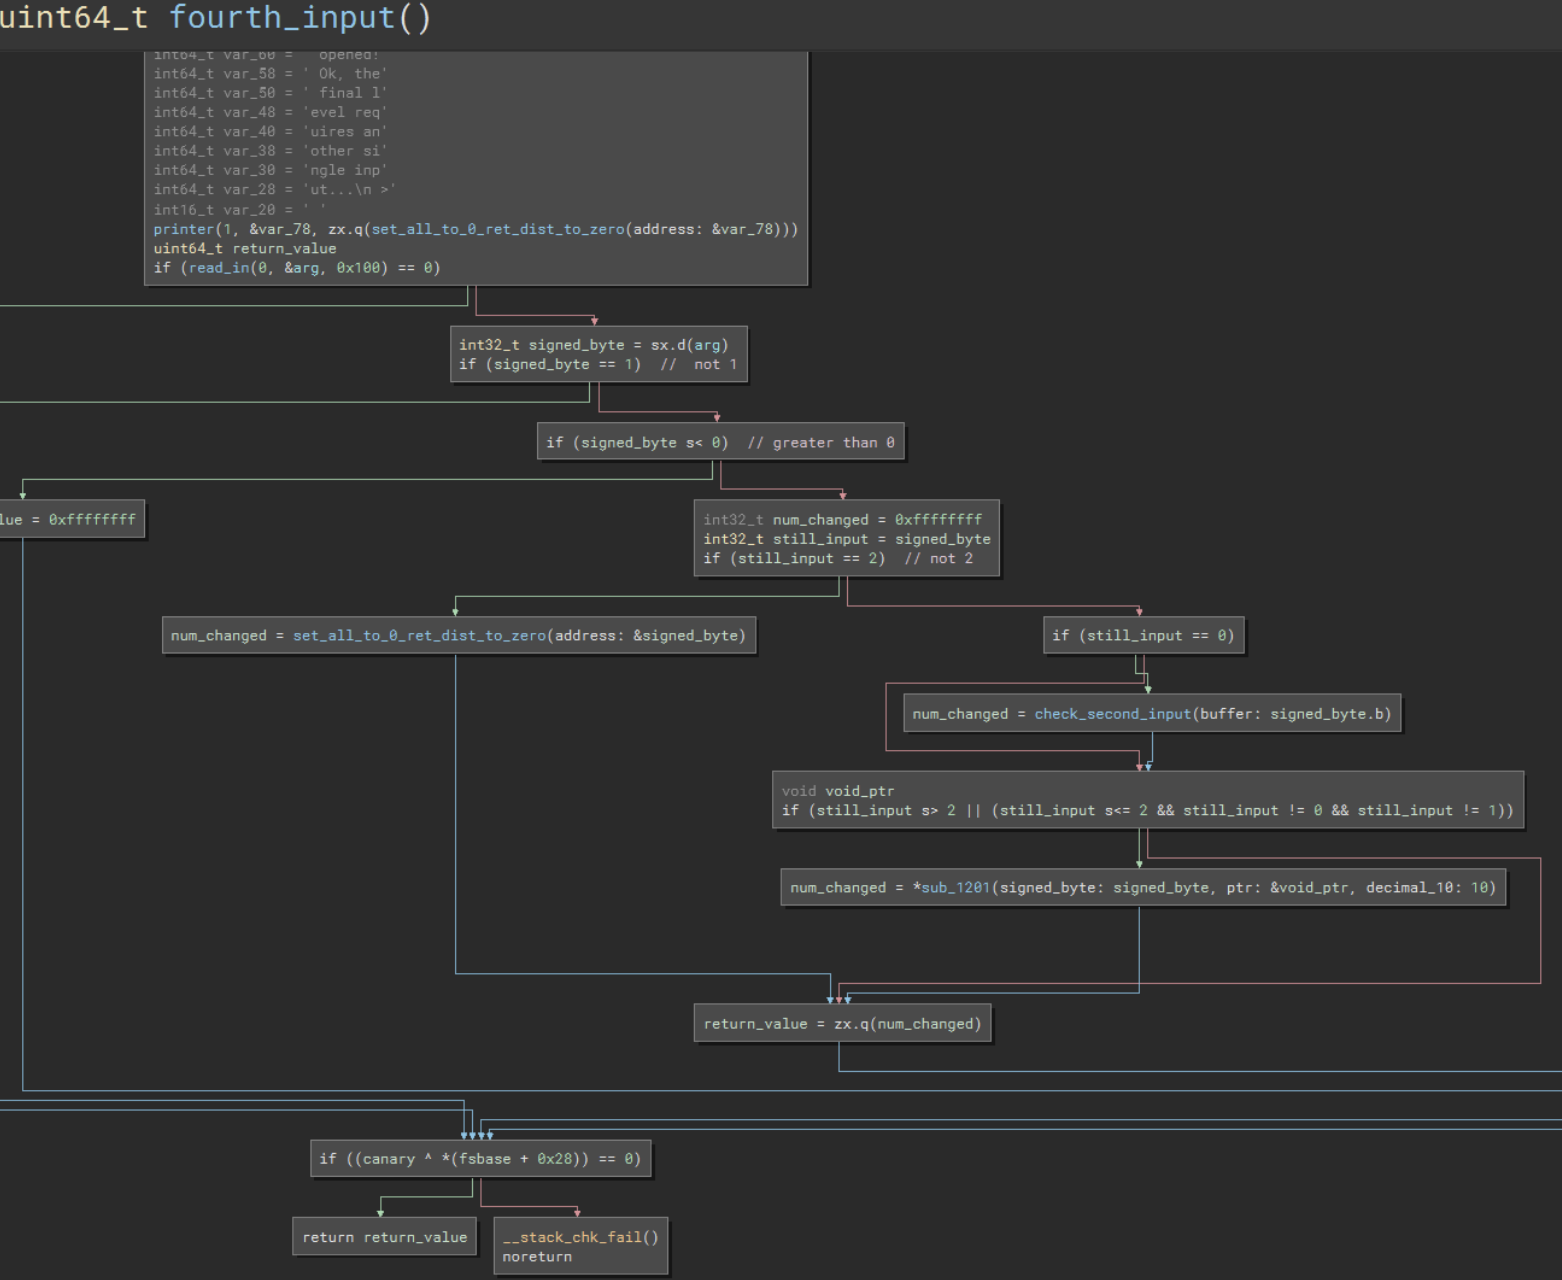 uint64_t fourth_input()
int64_t var_60 = ' opened!
int64_t var_58 = ' Ok, the'
int64_t var_50 = ' final l'
int64_t var_48 = 'evel req'
int64_t var_40 = 'uires an'
int64_t var_38 = 'other si'
int64_t var_30 = 'ngle inp'
int64_t var_28 = 'ut...\n >'
int16_t var_20 = ' '
printer(1, &var_78, zx.q(set_all_to_0_ret_dist_to_zero(address: &var_78)))
uint64_t return_value
if (read_in(0, &arg, 0x100) == 0)
int32_t signed_byte = sx.d(arg)
if (signed_byte == 1)  //  not 1
if (signed_byte s< 0)  // greater than 0
lue = 0xffffffff
int32_t num_changed = 0xffffffff
int32_t still_input = signed_byte
if (still_input == 2)  // not 2
num_changed = set_all_to_0_ret_dist_to_zero(address: &signed_byte)
if (still_input == 0)
num_changed = check_second_input(buffer: signed_byte.b)
void void_ptr
if (still_input s> 2 || (still_input s<= 2 && still_input != 0 && still_input != 1))
num_changed = *sub_1201(signed_byte: signed_byte, ptr: &void_ptr, decimal_10: 10)
return_value = zx.q(num_changed)
if ((canary ^ *(fsbase + 0x28)) == 0)
return return_value
__stack_chk_fail()
noreturn